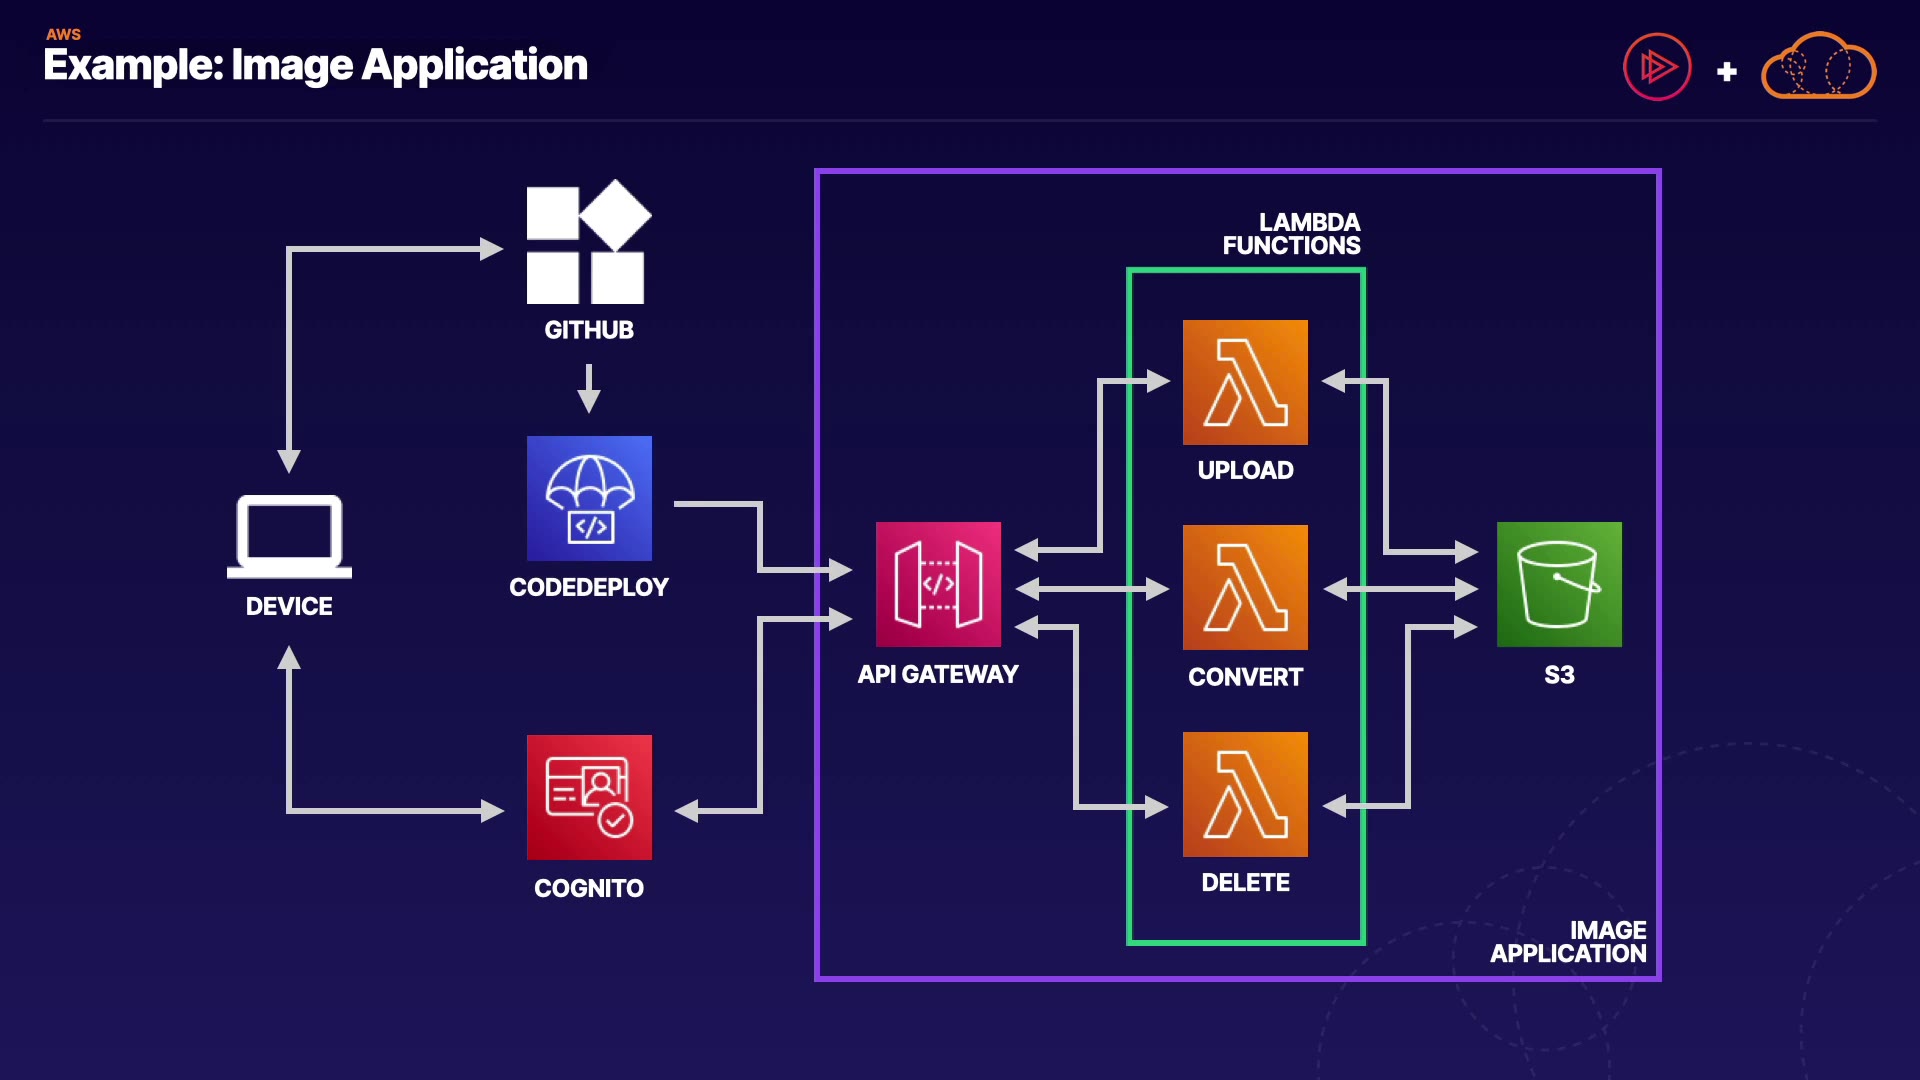 AWS
Example: Image Application
LAMBDA
FUNCTIONS
GITHUB
UPLOAD
</>
CODEDEPLOY
DEVICE
</>
API GATEWAY
CONVERT
S3
COGNITO
DELETE
IMAGE
APPLICATION